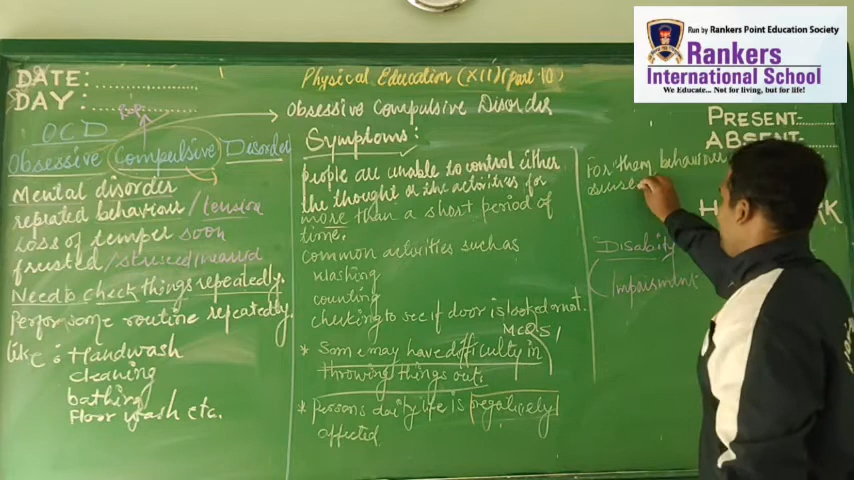 Run by Rankers Point Education Society
Rankers
International School
We Educate.. Not for living, but for life!
DATE:
DAY
Physical Education (XII) (part-10)
PRESENT
ABSENT
OCD
Obsessive Compulsive Disorder
Mental disorder
repeated behaviour / tension
Loss of temper soon
frusted / stressed/
Need to check things repeatedly.
Perfor some routine repeatedly.
like : Handwash
cleaning
bathing
Floor wash etc.
Obsessive Compulsive Disorder
Symptoms :
people are unable to control either
the thought or the activities for
more than a short period of
time.
Common activities such as
washing
counting
checking to see if door is locked or not.
MCQS
* Some may have difficulty in
throwing things out.
* persons daity life is negatively
affected
For them behaviour
Disability
Impairment